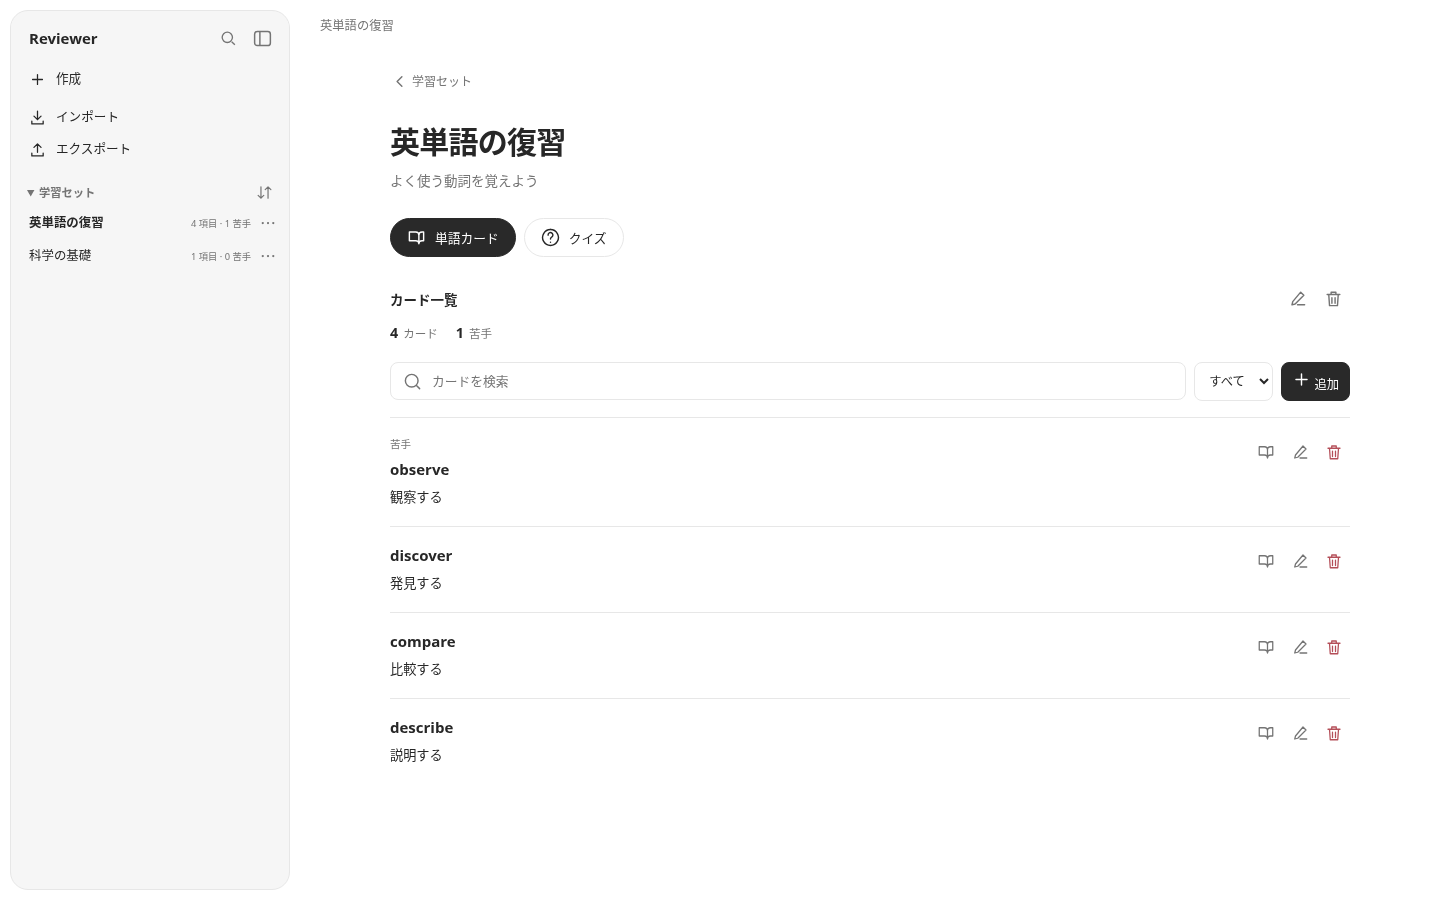 Reviewer
作成
インポート
エクスポート
学習セット
英単語の復習 4 項目 · 1 苦手
科学の基礎 1 項目 · 0 苦手
英単語の復習
学習セット
英単語の復習
よく使う動詞を覚えよう
単語カード クイズ
カード一覧
4 カード 1 苦手
カードを検索 すべて 追加
苦手
observe
観察する
discover
発見する
compare
比較する
describe
説明する